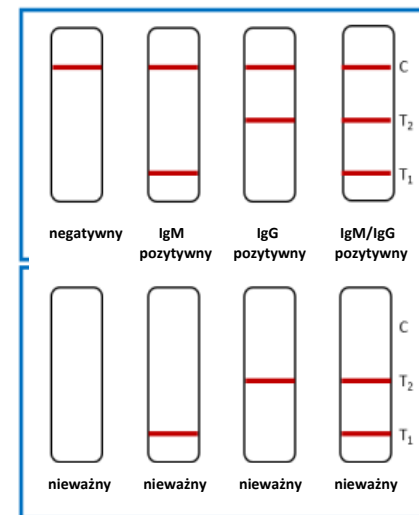 C
T₂
T₁
negatywny IgM IgG IgM/IgG
pozytywny pozytywny pozytywny
C
T₂
T₁
nieważny nieważny nieważny nieważny